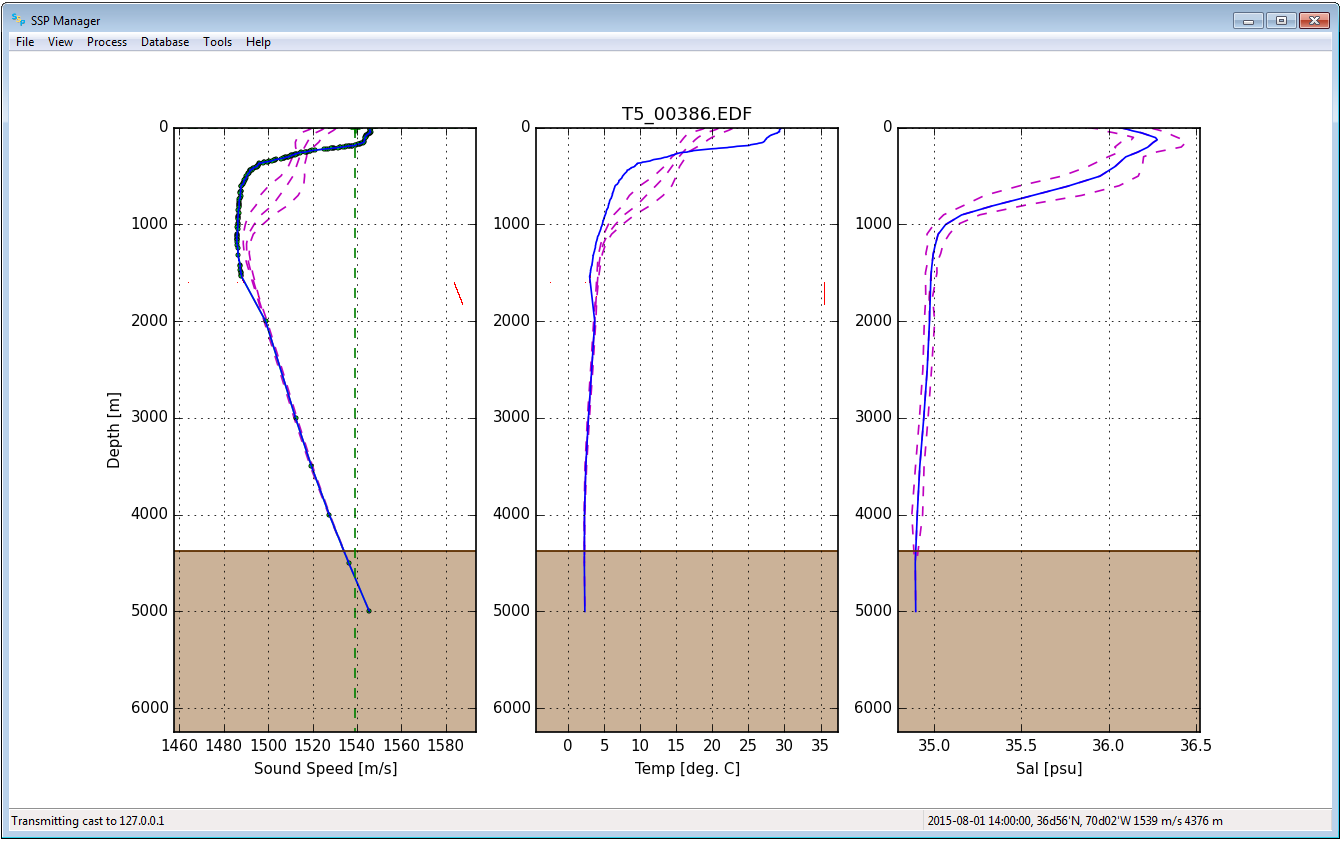 SSP Manager
File View Process Database Tools Help
T5_00386.EDF
0 0 0
1000 1000 1000
2000 2000 2000
3000 3000 3000
Depth [m]
4000 4000 4000
5000 5000 5000
6000 6000 6000
1460 1480 1500 1520 1540 1560 1580 0 5 10 15 20 25 30 35 35.0 35.5 36.0 36.5
Sound Speed [m/s] Temp [deg. C] Sal [psu]
Transmitting cast to 127.0.0.1 2015-08-01 14:00:00, 36d56'N, 70d02'W 1539 m/s 4376 m